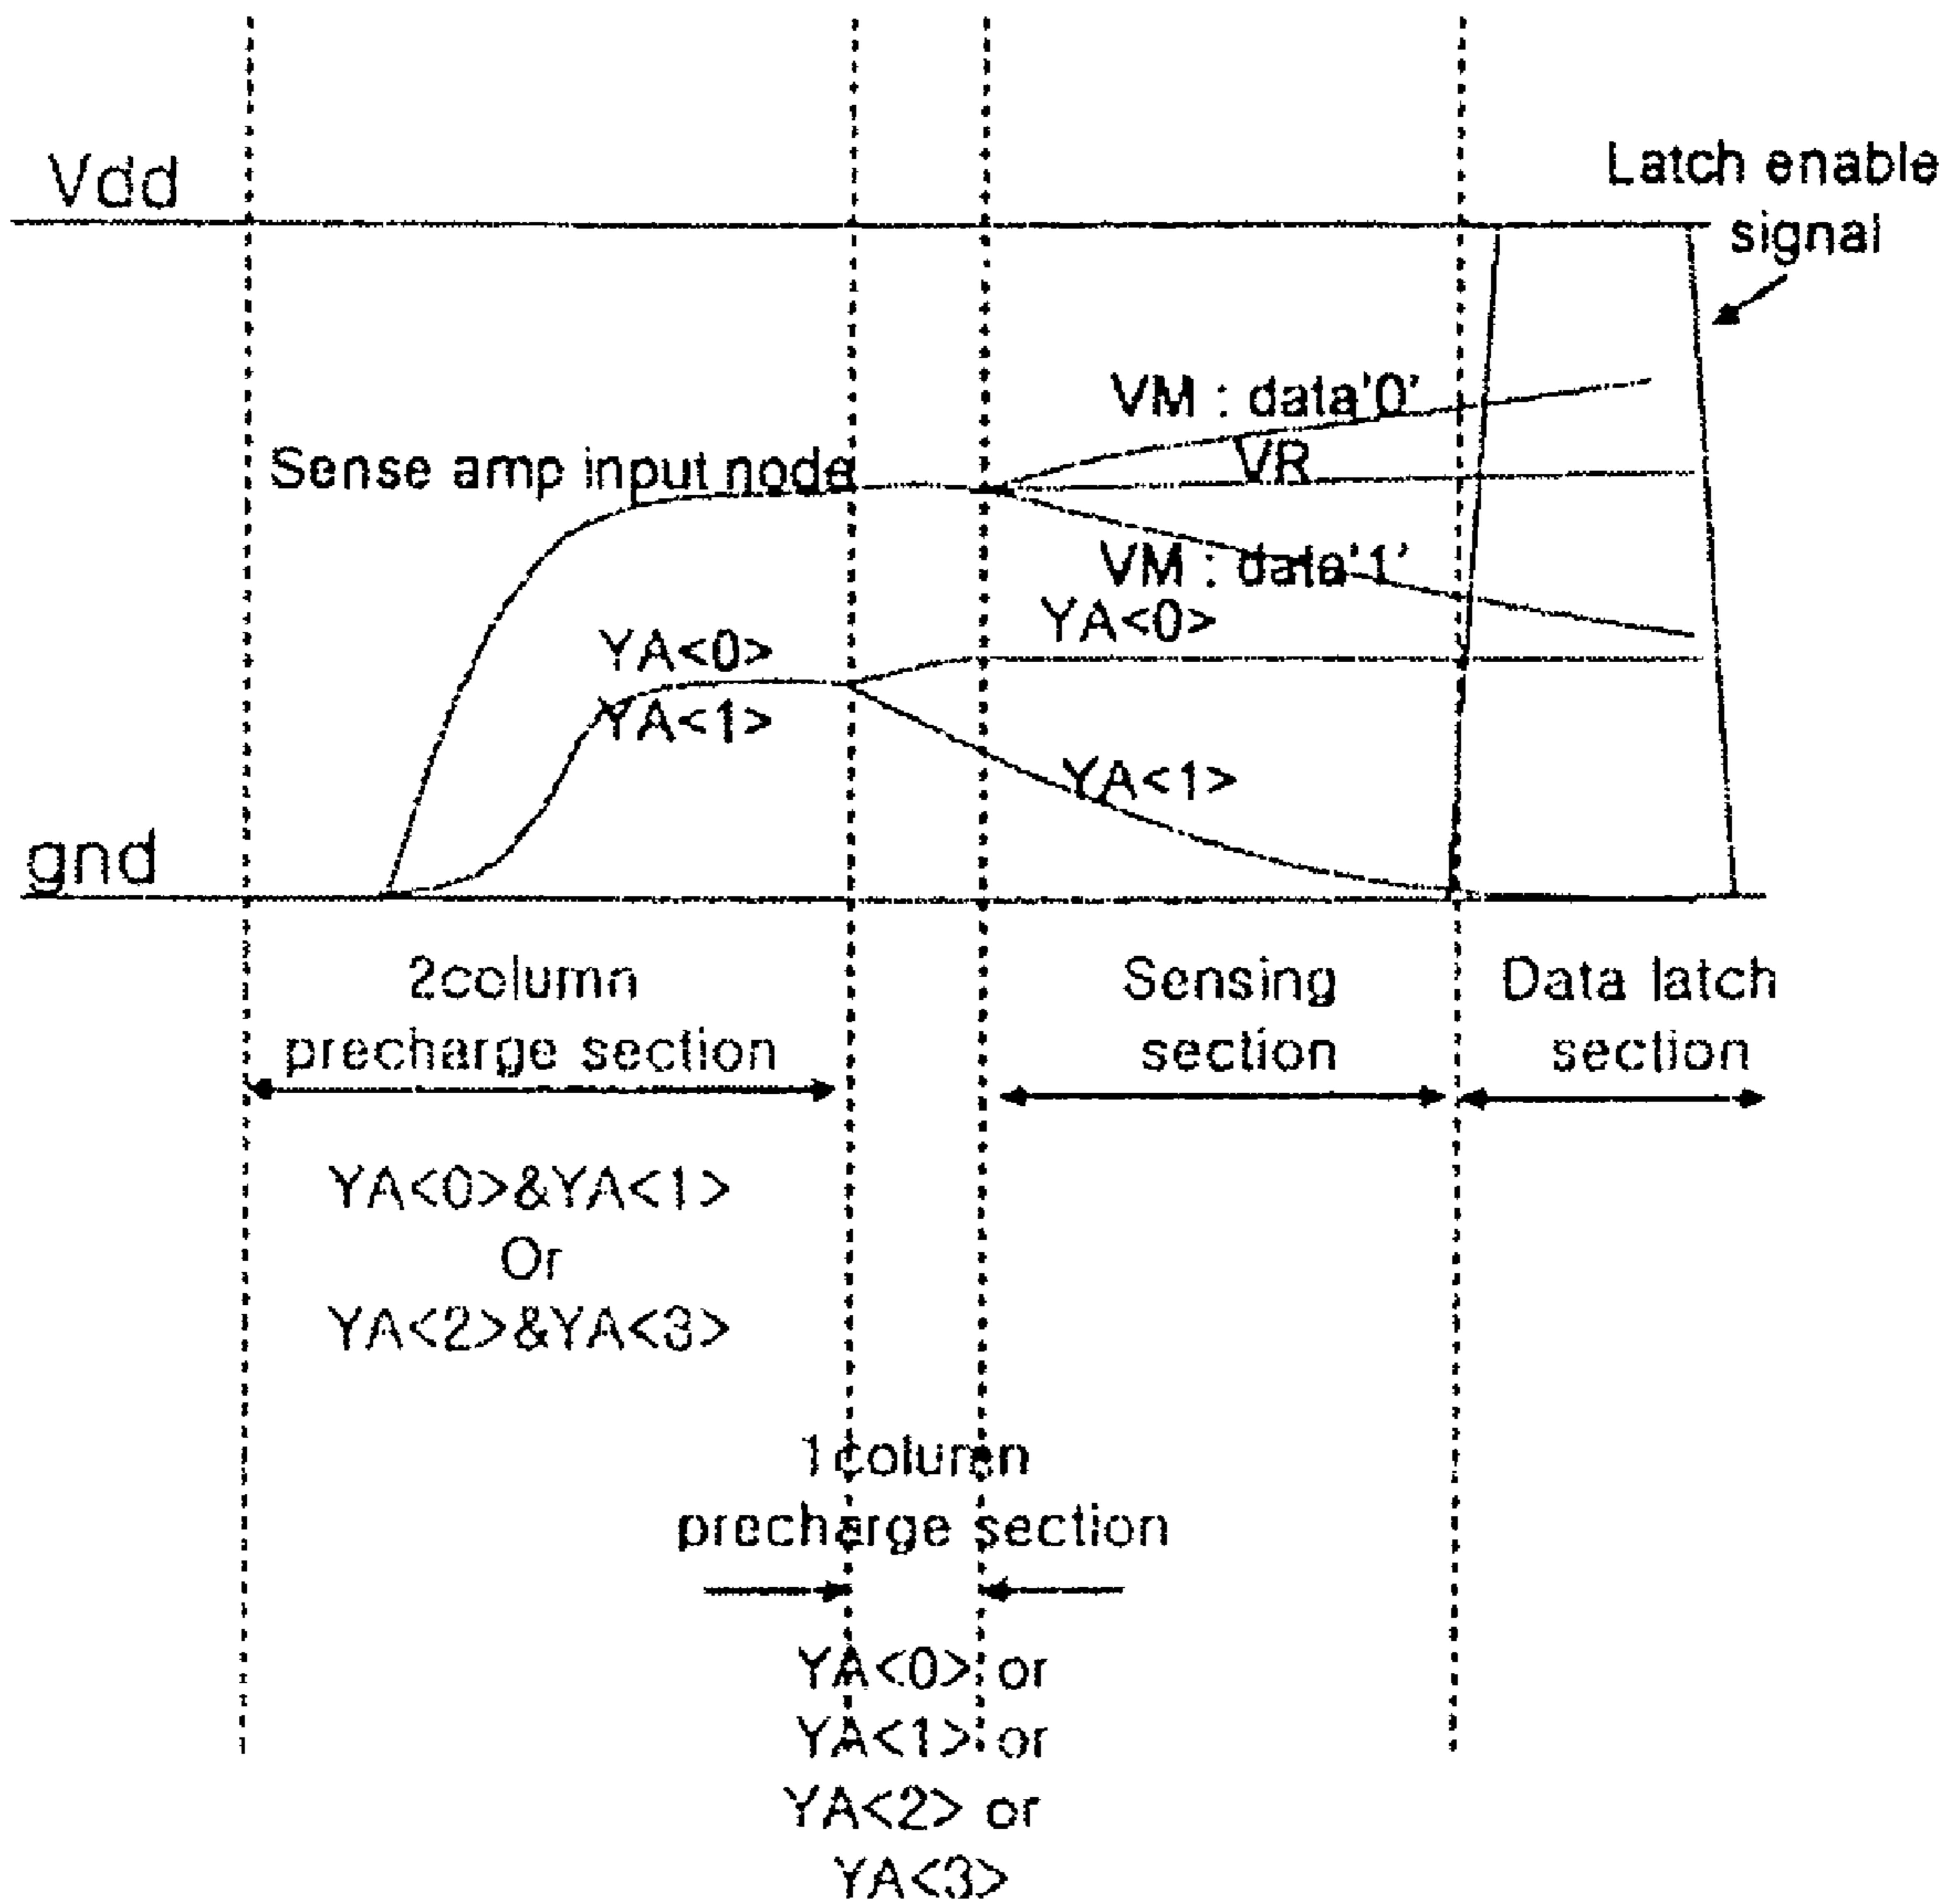 Vdd
Latch enable
signal
VM : data'0'
Sense amp input node
VR
VM : data'1'
YA<0>
YA<0>
YA<1>
YA<1>
gnd
2column
precharge section
Sensing
section
Data latch
section
YA<0>&YA<1>
Or
YA<2>&YA<3>
1column
precharge section
YA<0> or
YA<1> or
YA<2> or
YA<3>